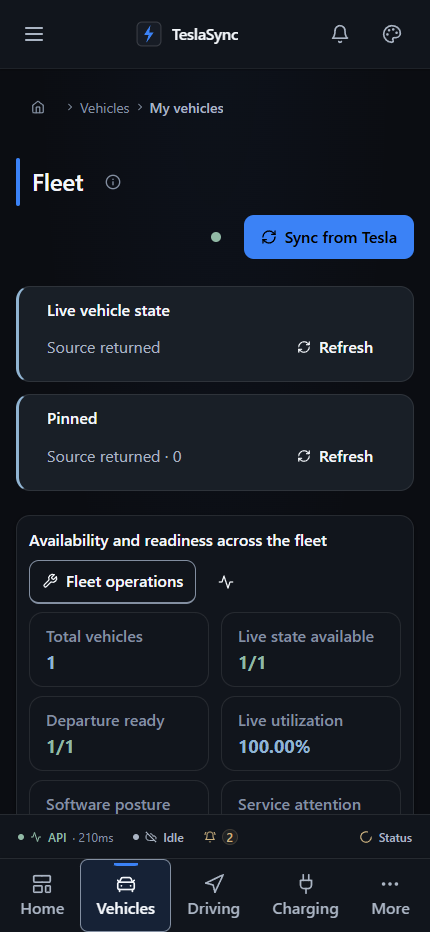 TeslaSync
Vehicles
My vehicles
Fleet
Sync from Tesla
Live vehicle state
Source returned
Refresh
Pinned
Source returned · 0
Refresh
Availability and readiness across the fleet
Fleet operations
Total vehicles
1
Live state available
1/1
Departure ready
1/1
Live utilization
100.00%
Software posture
Service attention
API · 210ms
Idle
2
Status
Home
Vehicles
Driving
Charging
More